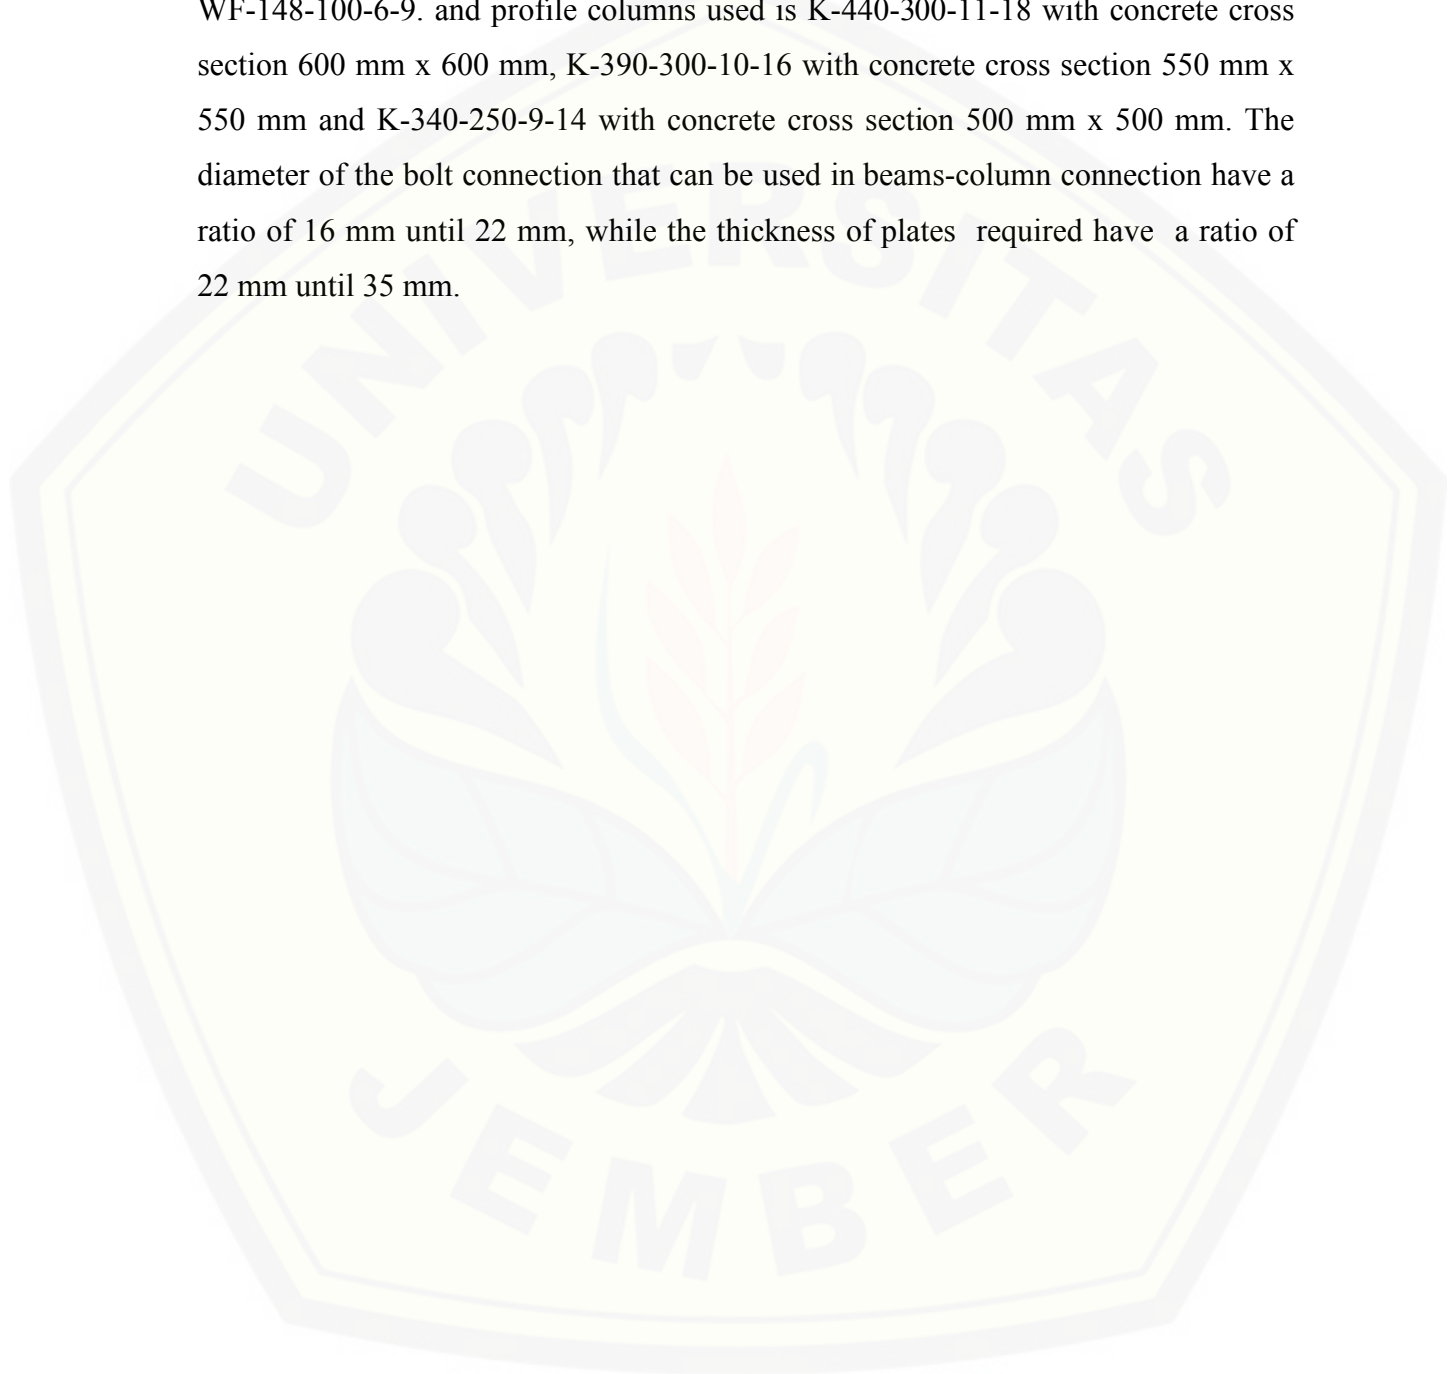 WF-148-100-6-9. and profile columns used is K-440-300-11-18 with concrete cross
section 600 mm x 600 mm, K-390-300-10-16 with concrete cross section 550 mm x
550 mm and K-340-250-9-14 with concrete cross section 500 mm x 500 mm. The
diameter of the bolt connection that can be used in beams-column connection have a
ratio of 16 mm until 22 mm, while the thickness of plates required have a ratio of
22 mm until 35 mm.
UNIVERSITAS
JEMBER